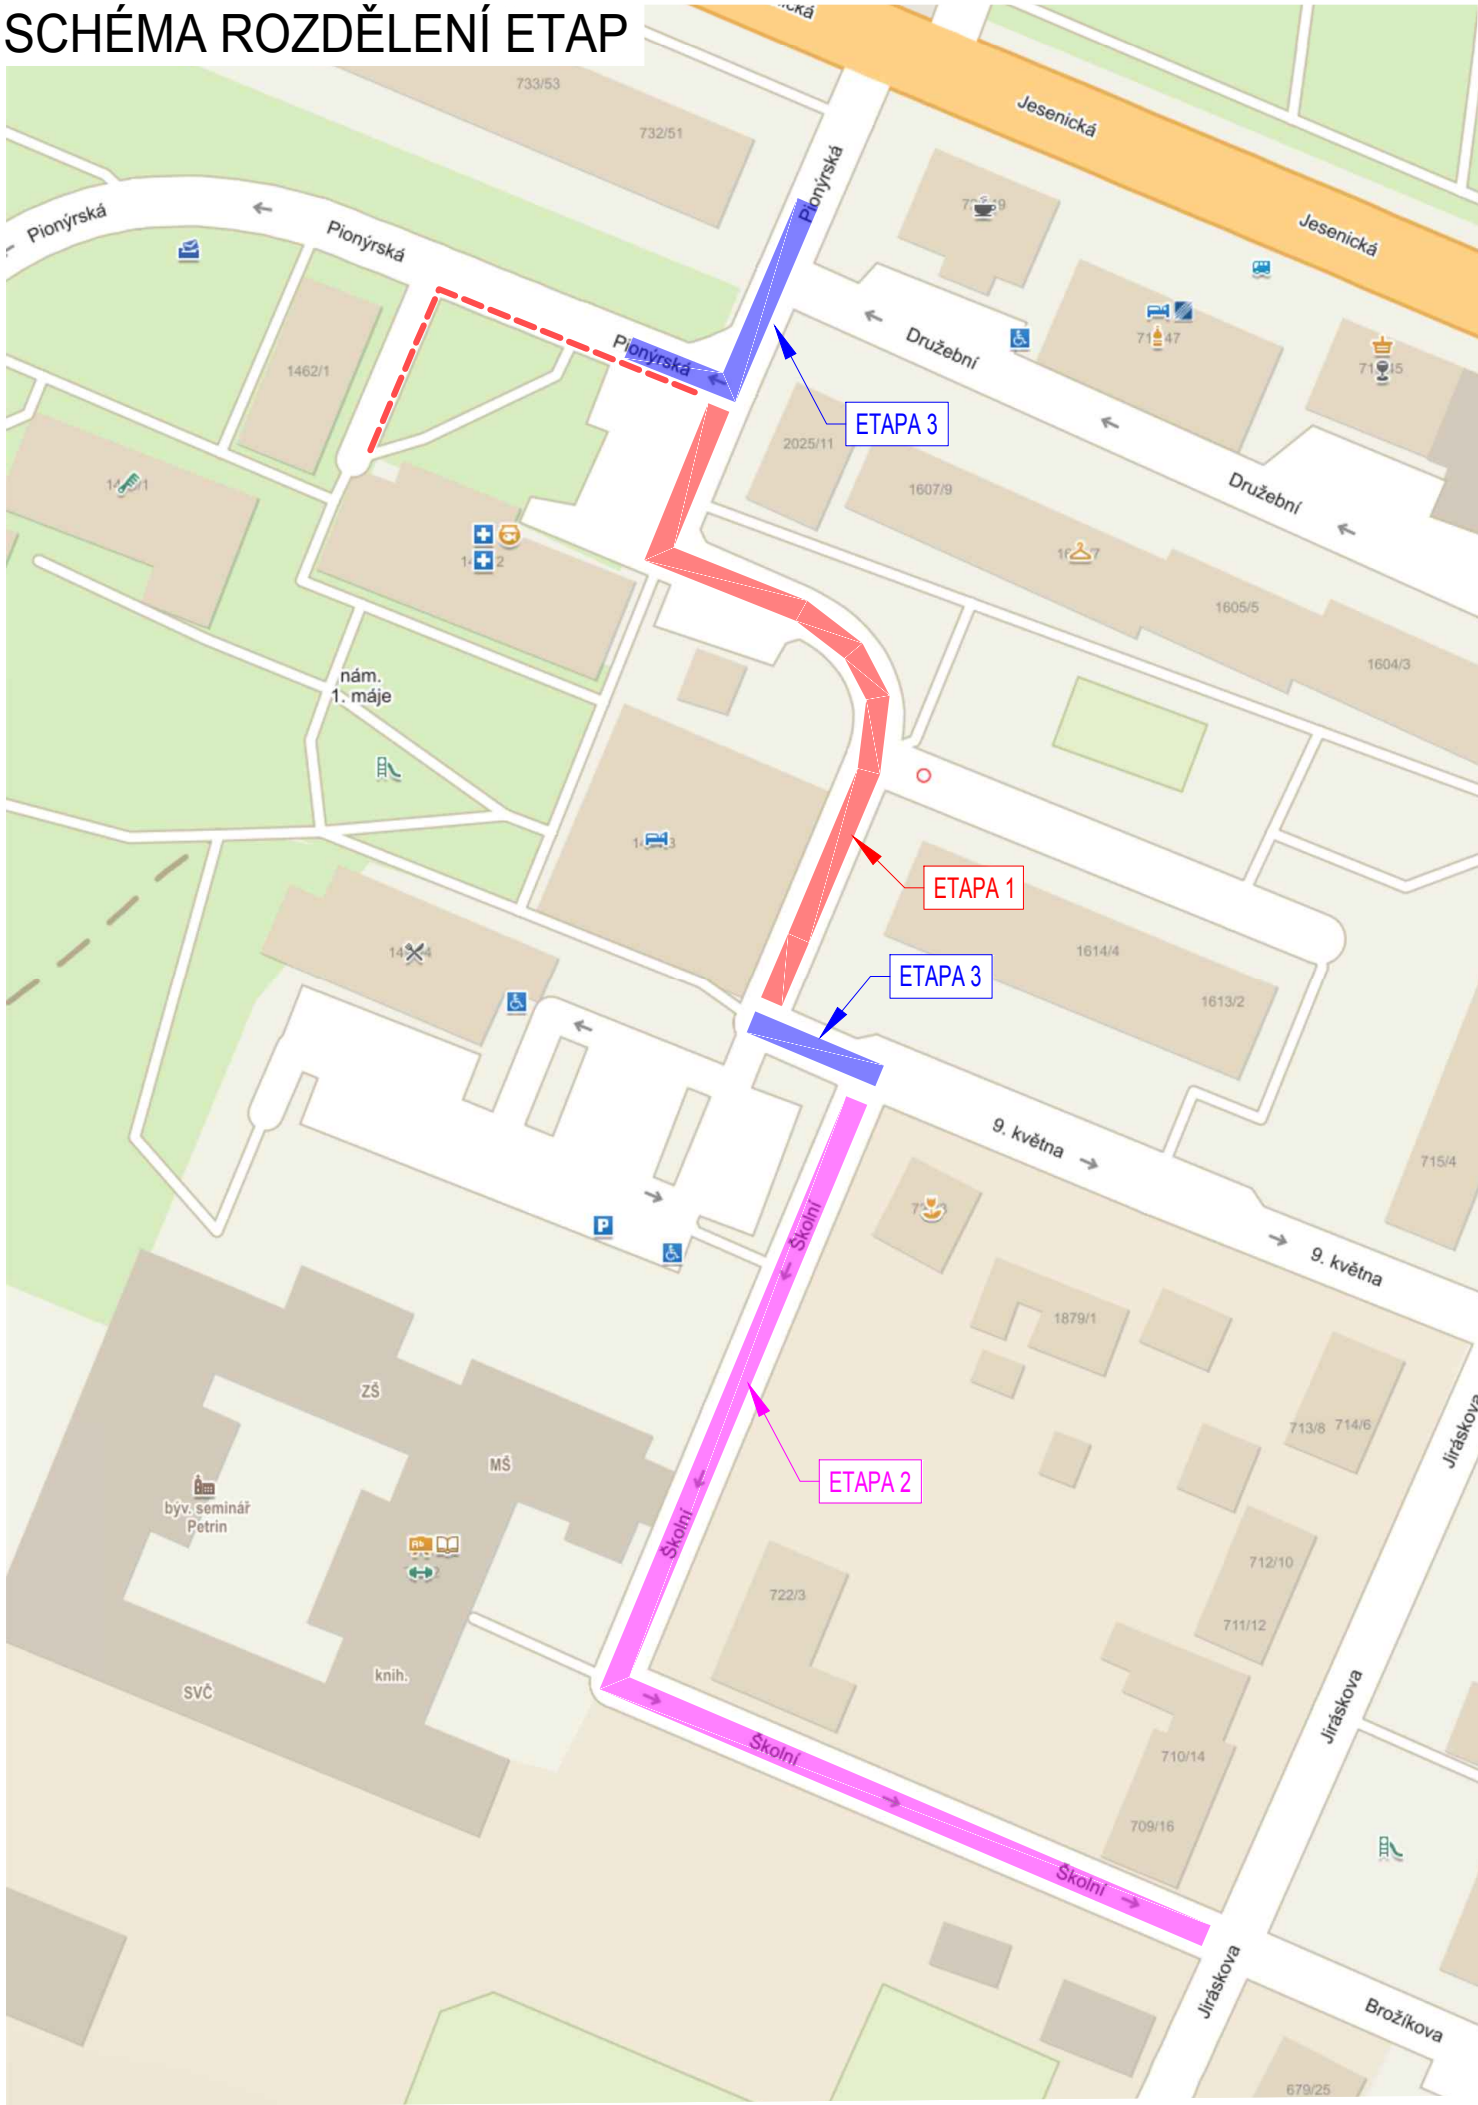 SCHÉMA ROZDĚLENÍ ETAP
733/53
732/51
Jesenická
Pionýrská
Pionýrská
Pionýrská
Jesenická
Družební
Pionýrská
1462/1
ETAPA 3
2025/11
1607/9
Družební
1605/5
1604/3
nám.
1. máje
ETAPA 1
1614/4
ETAPA 3
1613/2
9. května
715/4
Školní
9. května
1879/1
ZŠ
713/8
714/6
Jiráskova
MŠ
ETAPA 2
býv. seminář
Petrin
Školní
712/10
722/3
711/12
knih.
SVČ
Jiráskova
Školní
710/14
709/16
Školní
Jiráskova
Brožíkova
679/25